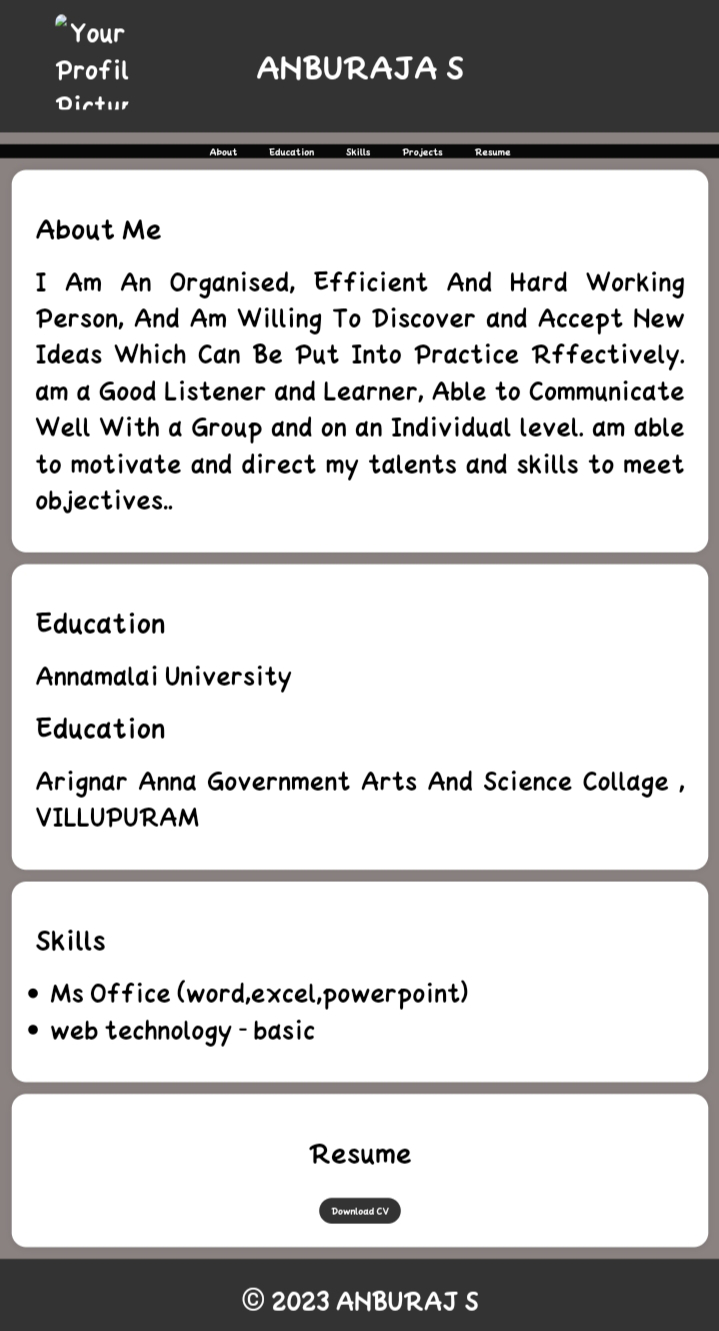 Your
Profil
Pictur
ANBURAJA S
About Education Skills Projects Resume
About Me
I Am An Organised, Efficient And Hard Working
Person, And Am Willing To Discover and Accept New
Ideas Which Can Be Put Into Practice Rffectively.
am a Good Listener and Learner, Able to Communicate
Well With a Group and on an Individual level. am able
to motivate and direct my talents and skills to meet
objectives..
Education
Annamalai University
Education
Arignar Anna Government Arts And Science Collage ,
VILLUPURAM
Skills
• Ms Office (word,excel,powerpoint)
• web technology - basic
Resume
Download CV
© 2023 ANBURAJ S